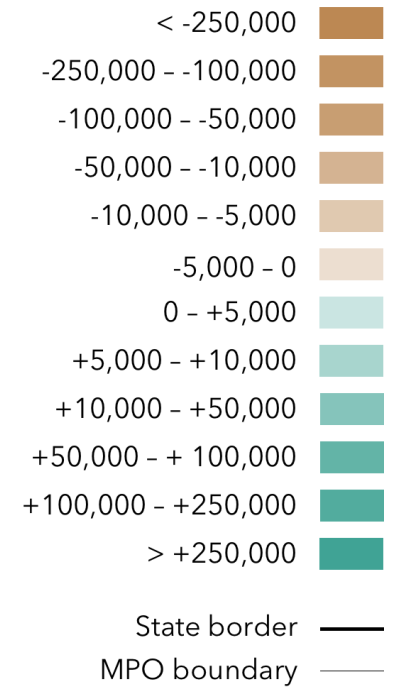 < -250,000
-250,000 – -100,000
-100,000 – -50,000
-50,000 – -10,000
-10,000 – -5,000
-5,000 – 0
0 – +5,000
+5,000 – +10,000
+10,000 – +50,000
+50,000 – + 100,000
+100,000 – +250,000
> +250,000
State border
MPO boundary